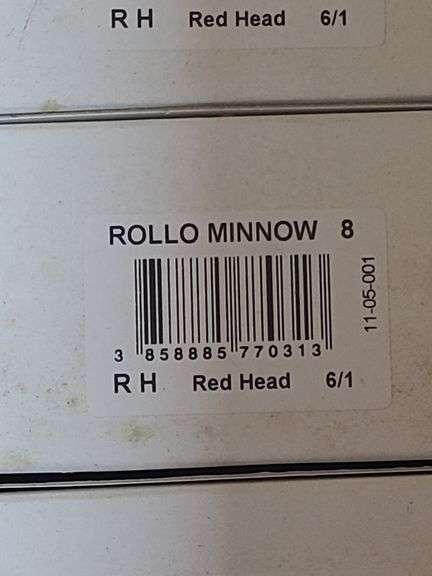 R H Red Head 6/1
ROLLO MINNOW 8
11-05-001
3 858885 770313
R H Red Head 6/1